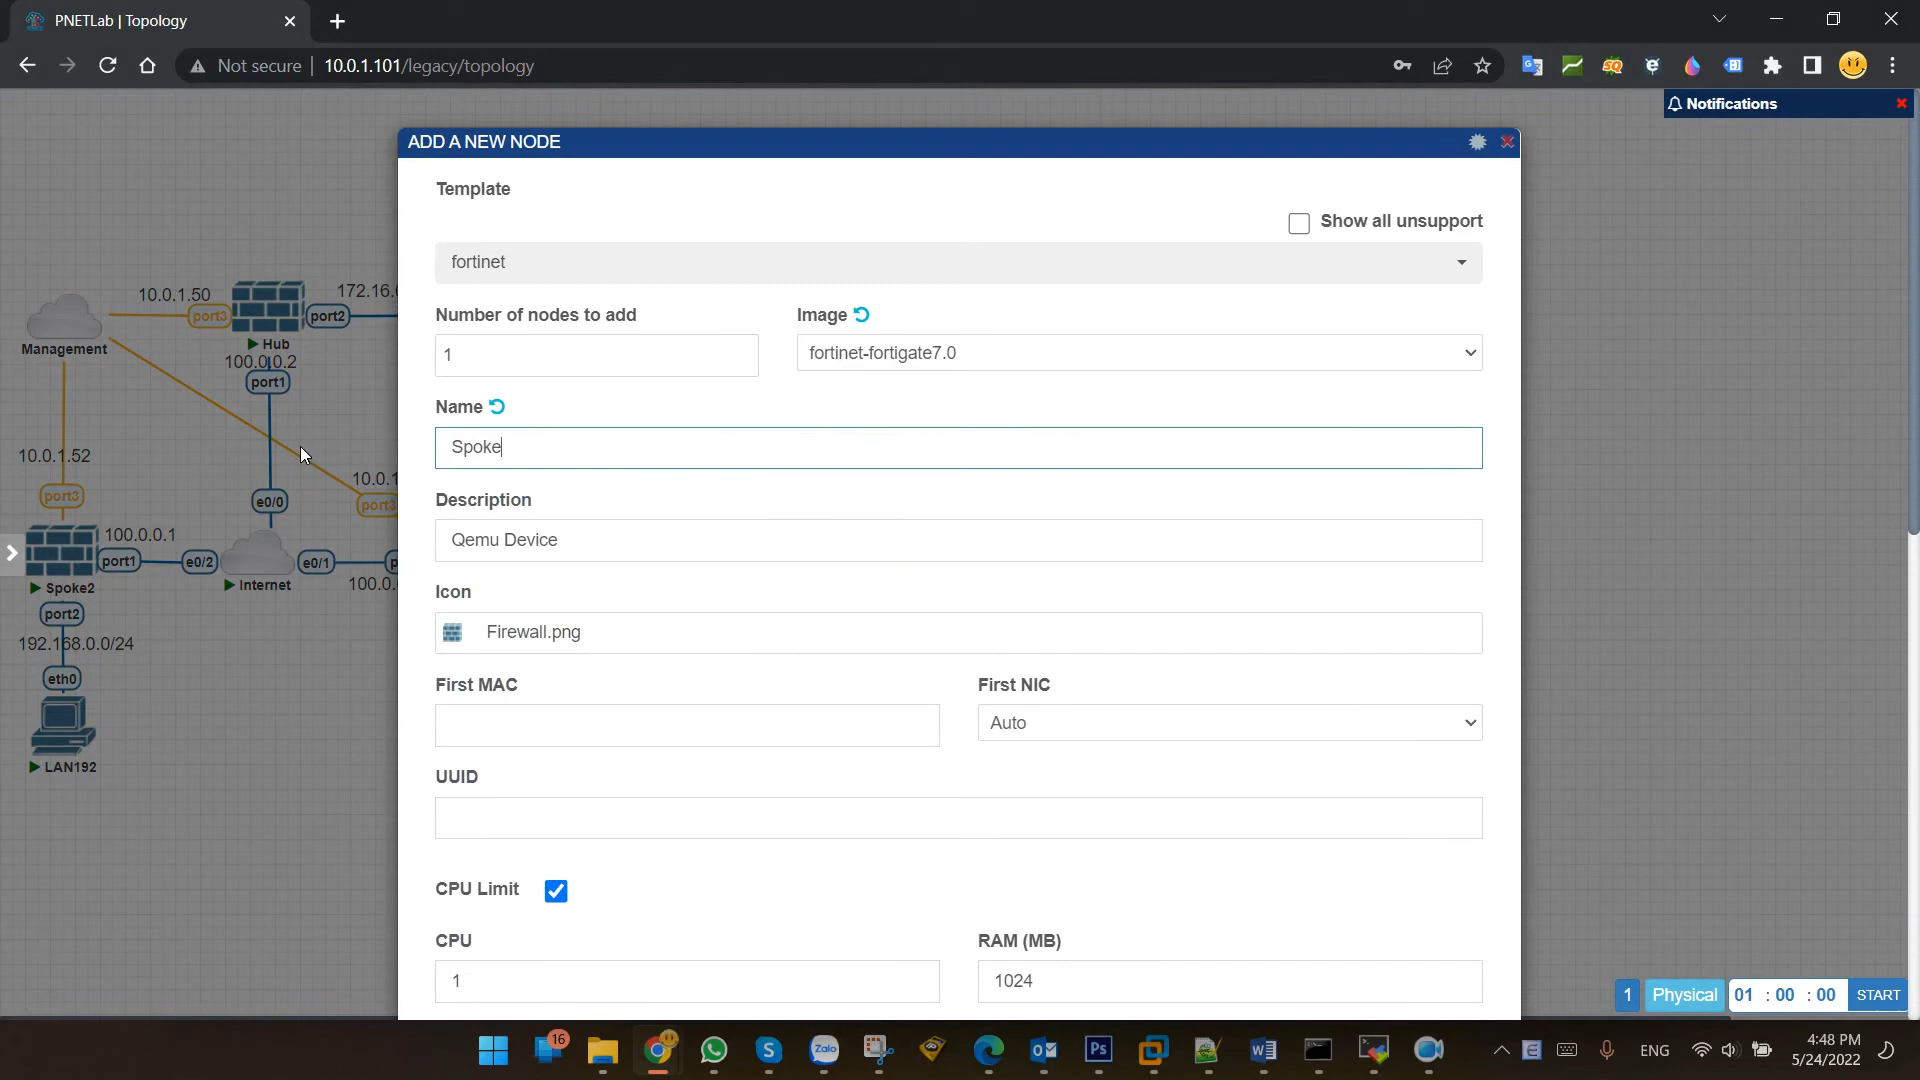 PNETLab | Topology
Not secure | 10.0.1.101/legacy/topology
Notifications
ADD A NEW NODE
Template
Show all unsupport
fortinet
Number of nodes to add
Image
1
fortinet-fortigate7.0
Name
Spoke
Description
Qemu Device
Icon
Firewall.png
First MAC
First NIC
Auto
UUID
CPU Limit
CPU
RAM (MB)
1
1024
10.0.1.50
172.16.
port3
port2
Management
Hub
100.0.0.2
port1
10.0.1.52
10.0.1
port3
e0/0
port3
100.0.0.1
port1
e0/2
e0/1
Spoke2
Internet
100.0.
port2
192.168.0.0/24
eth0
LAN192
1
Physical
01 : 00 : 00
START
16
Zalo
Ps
ENG
4:48 PM
5/24/2022